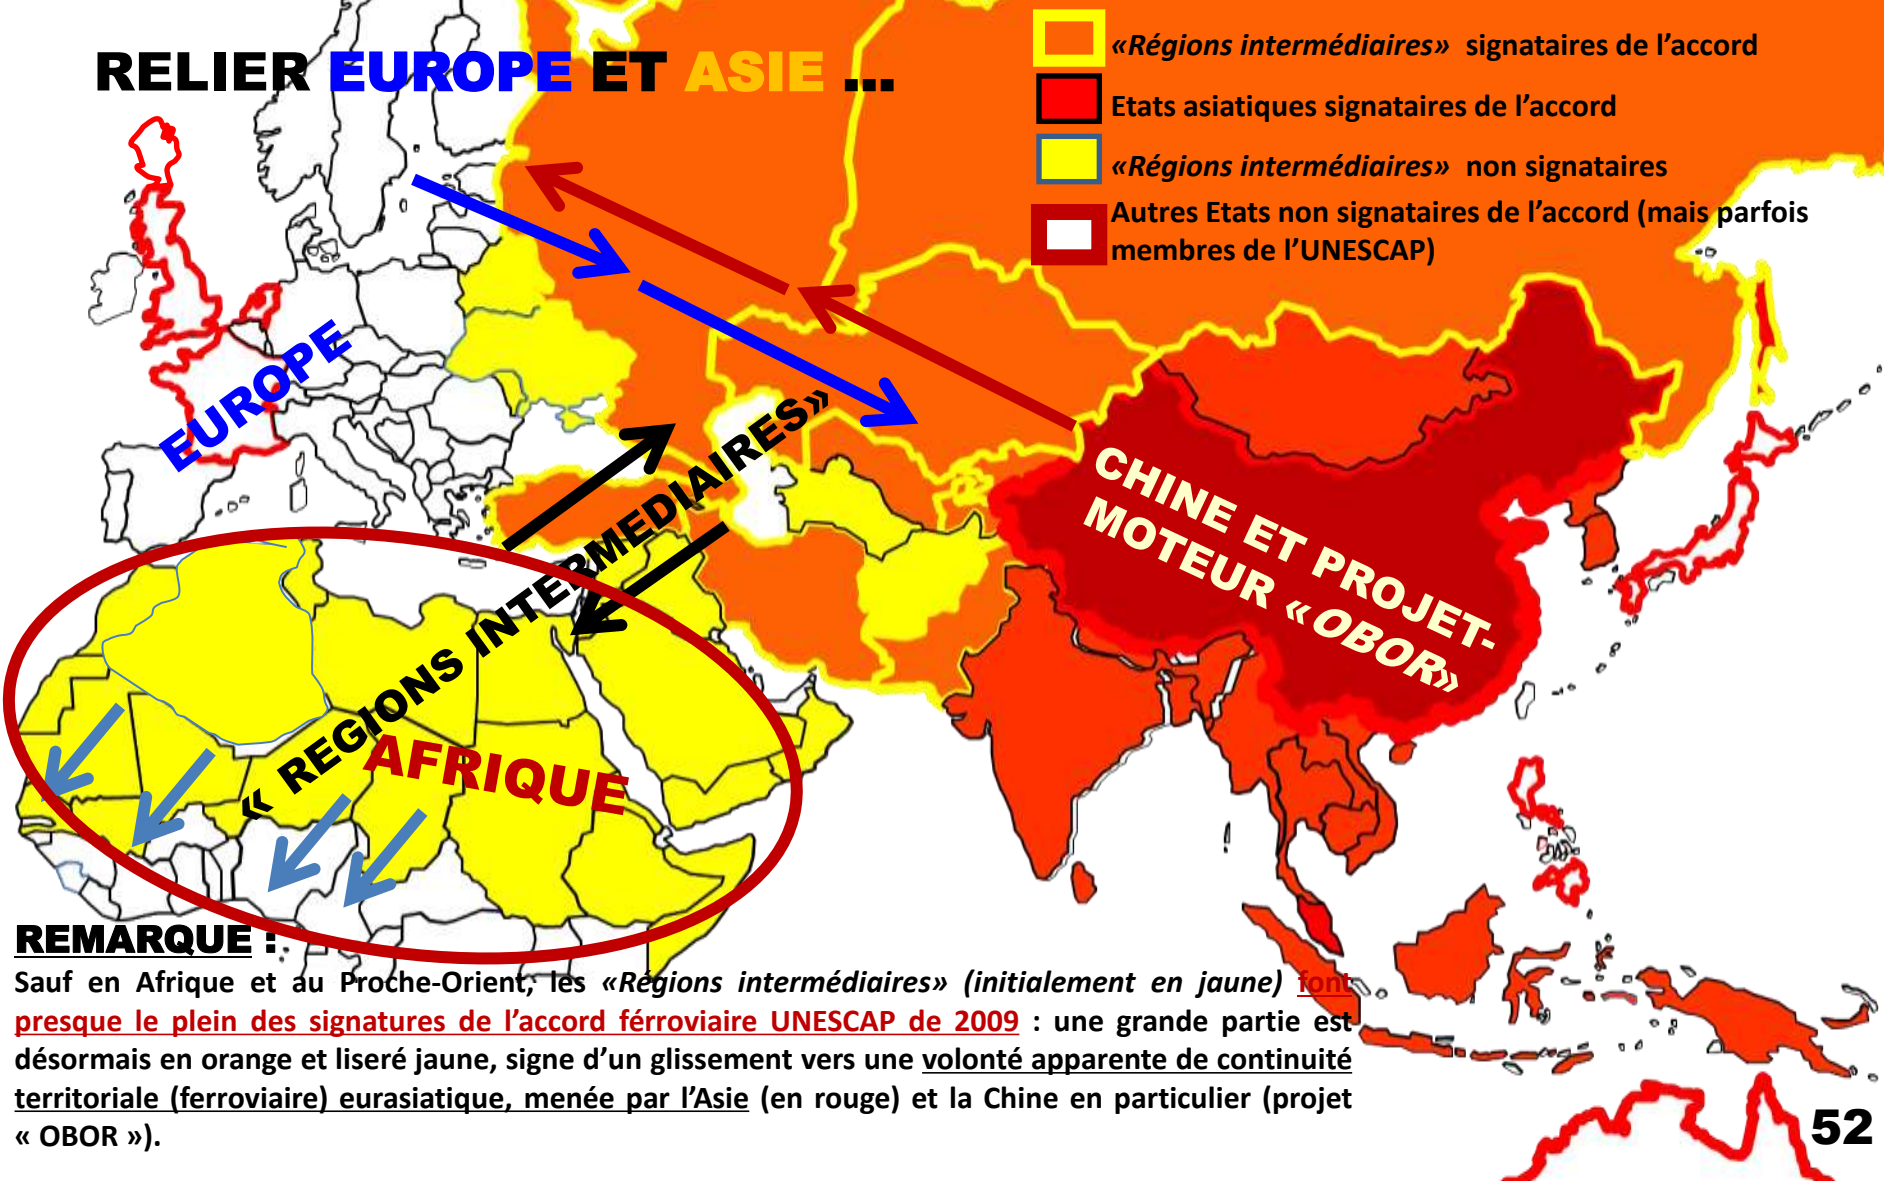 RELIER EUROPE ET ASIE ...
«Régions intermédiaires» signataires de l’accord
Etats asiatiques signataires de l’accord
«Régions intermédiaires» non signataires
Autres Etats non signataires de l’accord (mais parfois
membres de l’UNESCAP)
EUROPE
« REGIONS INTERMEDIAIRES»
CHINE ET PROJET-
MOTEUR «OBOR»
AFRIQUE
REMARQUE :
Sauf en Afrique et au Proche-Orient, les «Régions intermédiaires» (initialement en jaune) font
presque le plein des signatures de l’accord férroviaire UNESCAP de 2009 : une grande partie est
désormais en orange et liseré jaune, signe d’un glissement vers une volonté apparente de continuité
territoriale (ferroviaire) eurasiatique, menée par l’Asie (en rouge) et la Chine en particulier (projet
« OBOR »).
52